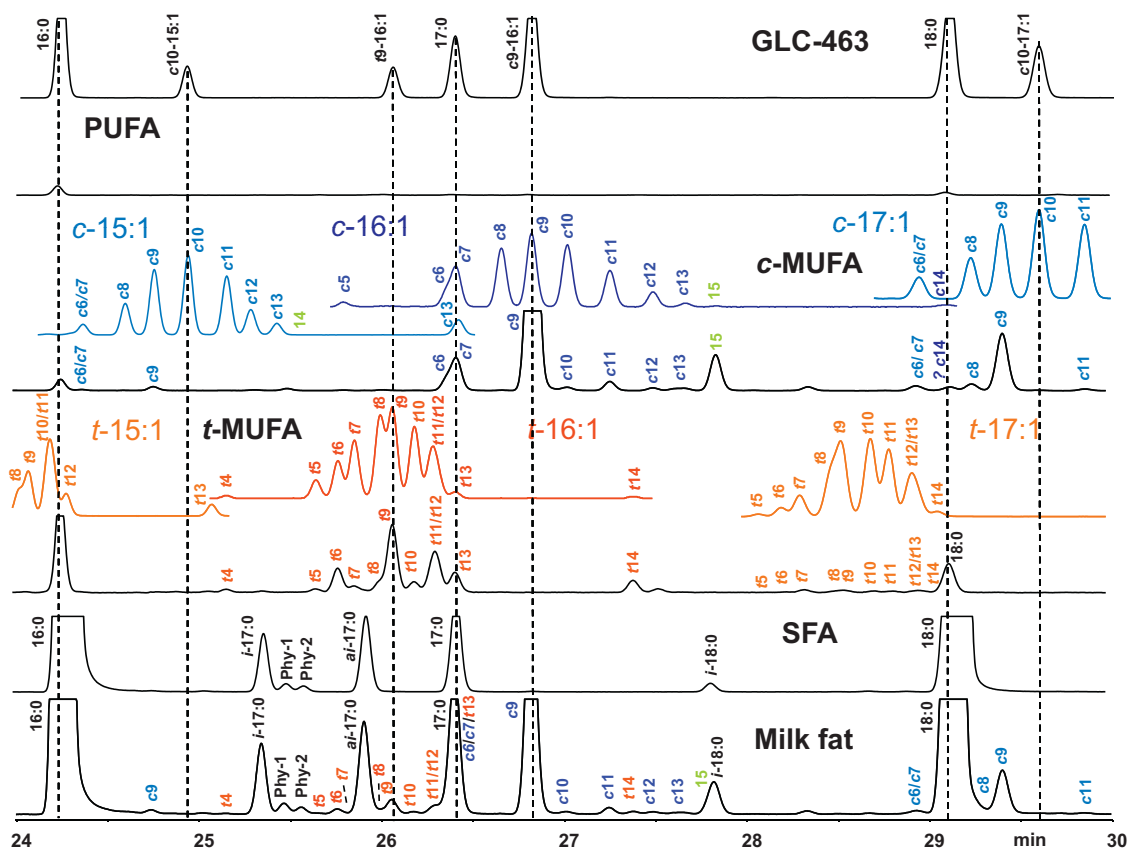 16:0
c10-15:1
t9-16:1
17:0
c9-16:1
GLC-463
18:0
c10-17:1
PUFA
c-15:1
c-16:1
c-17:1
c-MUFA
c6/c7
c8
c9
c10
c11
c12
c13
14
c5
c6
c13
c7
c8
c9
c10
c11
c12
c13
15
c6/c7
c14
c8
c9
c10
c11
c6/c7
c9
c6
c7
c9
c10
c11
c12
c13
15
c6/ c7
? c14
c8
c9
c11
t-15:1
t-MUFA
t-16:1
t-17:1
t8
t9
t10/t11
t12
t13
t4
t5
t6
t7
t8
t9
t10
t11/t12
t13
t14
t5
t6
t7
t8
t9
t10
t11
t12/t13
t14
t4
t5
t6
t7
t8
t9
t10
t11/t12
t13
t14
t5
t6
t7
t8
t9
t10
t11
t12/t13
t14
18:0
16:0
i-17:0
Phy-1
Phy-2
ai-17:0
17:0
i-18:0
SFA
18:0
16:0
c9
t4
i-17:0
Phy-1
Phy-2
t5
t6
t7
ai-17:0
t8
t9
t10
t11/t12
17:0
c6/c7/t13
c9
c10
c11
t14
c12
c13
15
i-18:0
Milk fat
c6/c7
18:0
c8
c9
c11
24
25
26
27
28
29
min
30